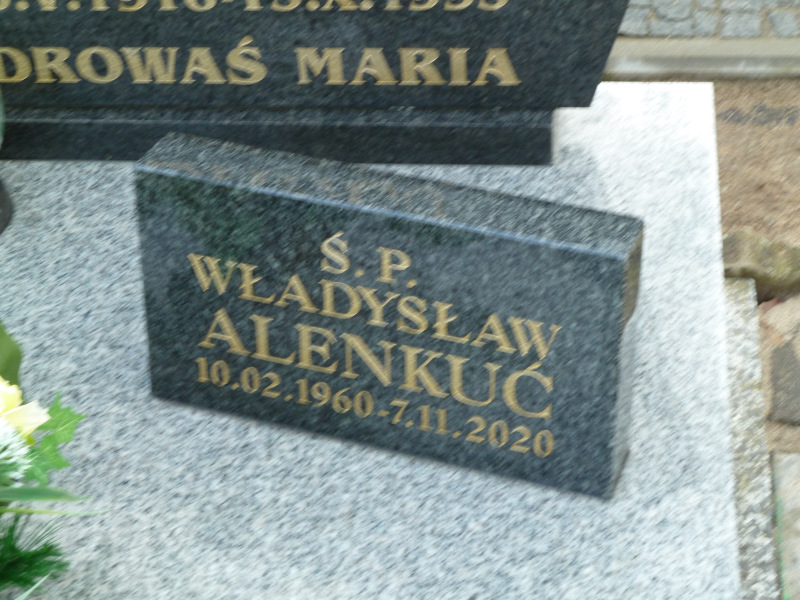 DROWAŚ MARIA
Ś. P.
WŁADYSŁAW
ALENKUĆ
10.02.1960-7.11.2020